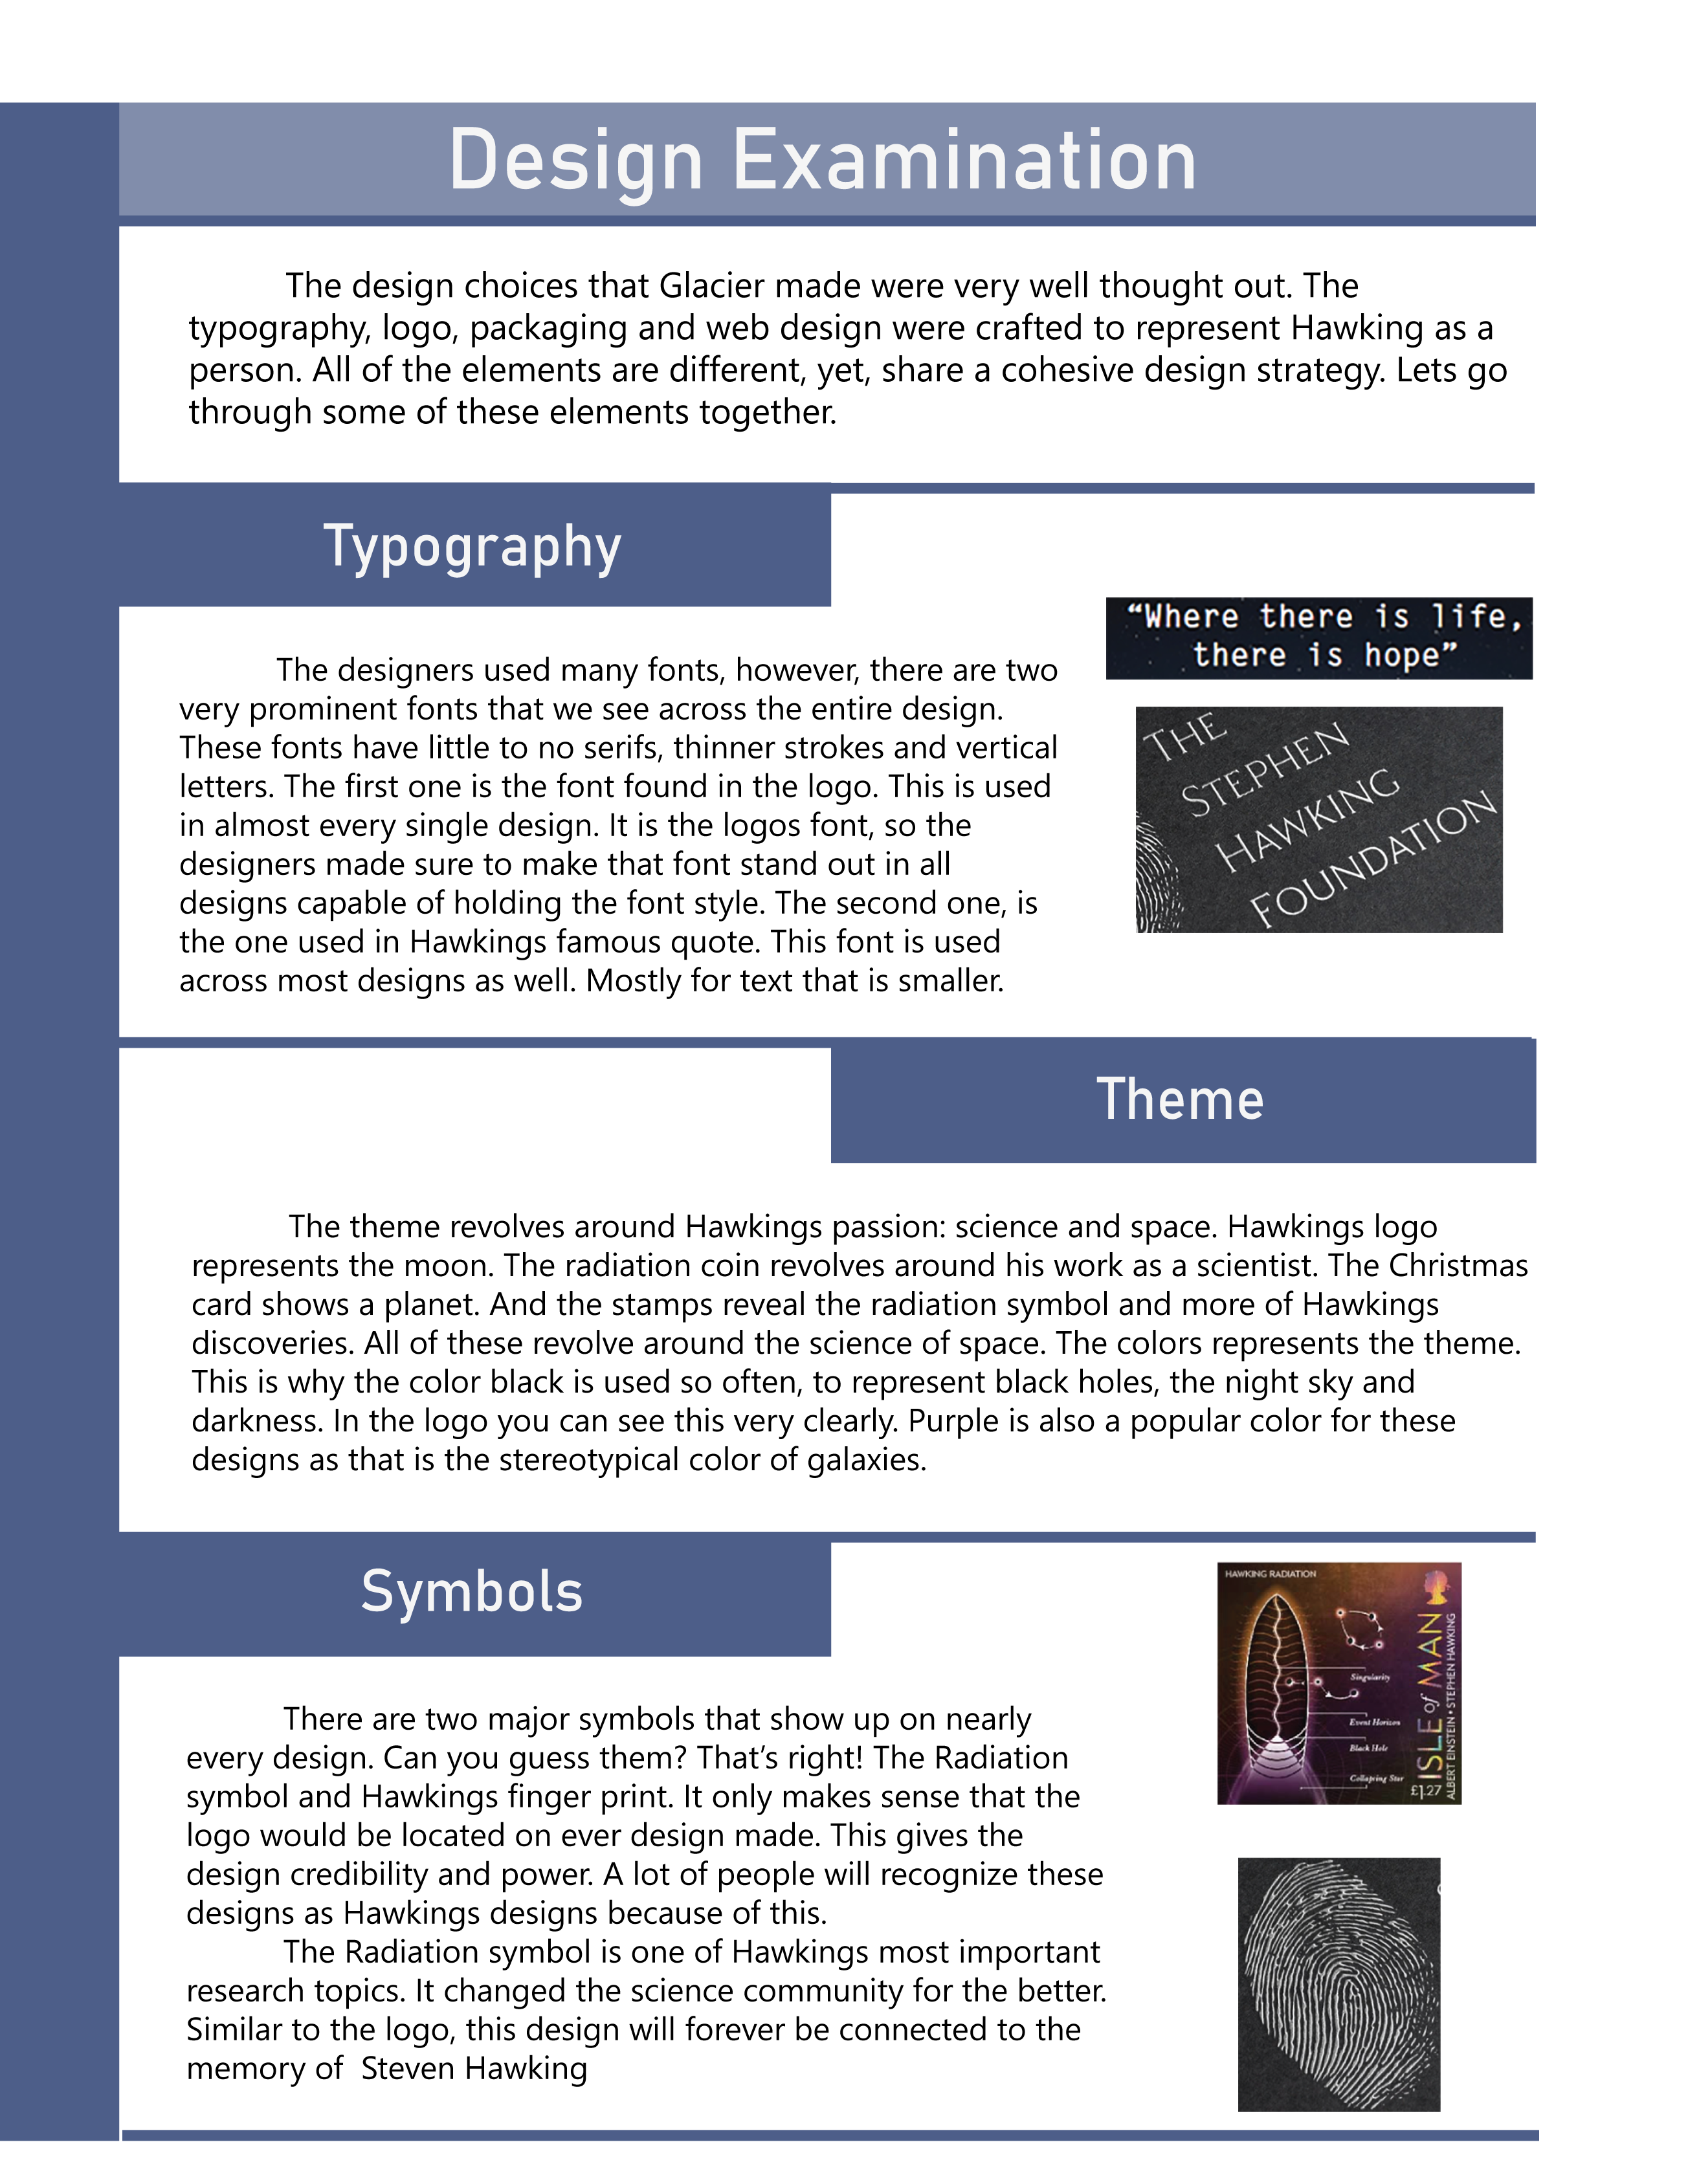 Design Examination
The design choices that Glacier made were very well thought out. The
typography, logo, packaging and web design were crafted to represent Hawking as a
person. All of the elements are different, yet, share a cohesive design strategy. Lets go
through some of these elements together.
Typography
The designers used many fonts, however, there are two
very prominent fonts that we see across the entire design.
These fonts have little to no serifs, thinner strokes and vertical
letters. The first one is the font found in the logo. This is used
in almost every single design. It is the logos font, so the
designers made sure to make that font stand out in all
designs capable of holding the font style. The second one, is
the one used in Hawkings famous quote. This font is used
across most designs as well. Mostly for text that is smaller.
“Where there is life,
there is hope”
THE
STEPHEN
HAWKING
FOUNDATION
Theme
The theme revolves around Hawkings passion: science and space. Hawkings logo
represents the moon. The radiation coin revolves around his work as a scientist. The Christmas
card shows a planet. And the stamps reveal the radiation symbol and more of Hawkings
discoveries. All of these revolve around the science of space. The colors represents the theme.
This is why the color black is used so often, to represent black holes, the night sky and
darkness. In the logo you can see this very clearly. Purple is also a popular color for these
designs as that is the stereotypical color of galaxies.
Symbols
There are two major symbols that show up on nearly
every design. Can you guess them? That’s right! The Radiation
symbol and Hawkings finger print. It only makes sense that the
logo would be located on ever design made. This gives the
design credibility and power. A lot of people will recognize these
designs as Hawkings designs because of this.
The Radiation symbol is one of Hawkings most important
research topics. It changed the science community for the better.
Similar to the logo, this design will forever be connected to the
memory of  Steven Hawking
HAWKING RADIATION
Singularity
Event Horizon
Black Hole
Collapsing Star
£1.27
ISLE of MAN
ALBERT EINSTEIN • STEPHEN HAWKING